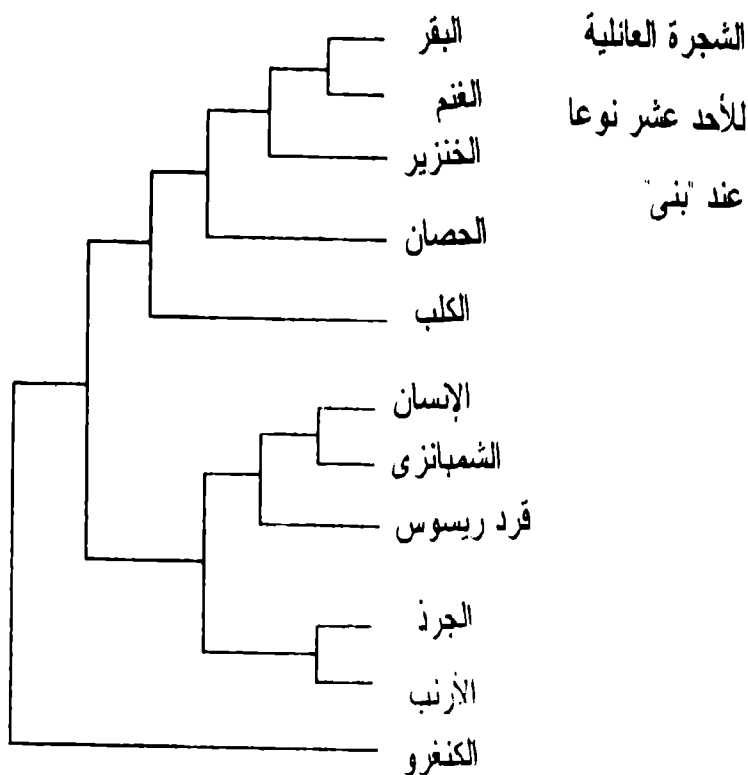 الشجرة العائلية
للأحد عشر نوعا
عند "بنى"
البقر
الغنم
الخنزير
الحصان
الكلب
الإنسان
الشمبانزى
قرد ريسوس
الجرذ
الأرنب
الكنغرو